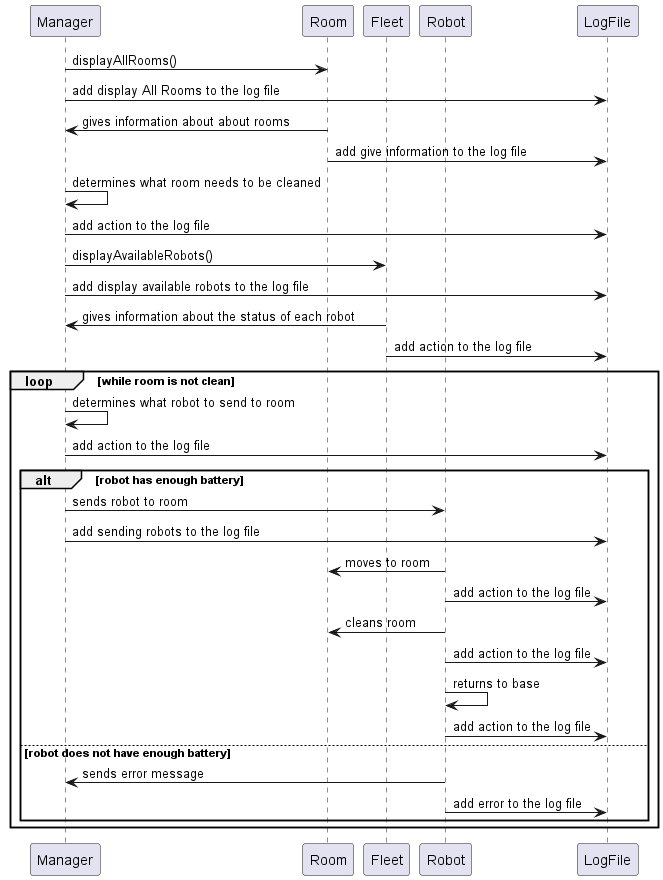 Manager Room Fleet Robot LogFile
displayAllRooms()
add display All Rooms to the log file
gives information about about rooms
add give information to the log file
determines what room needs to be cleaned
add action to the log file
displayAvailableRobots()
add display available robots to the log file
gives information about the status of each robot
add action to the log file
loop [while room is not clean]
determines what robot to send to room
add action to the log file
alt [robot has enough battery]
sends robot to room
add sending robots to the log file
moves to room
add action to the log file
cleans room
add action to the log file
returns to base
add action to the log file
[robot does not have enough battery]
sends error message
add error to the log file
Manager Room Fleet Robot LogFile